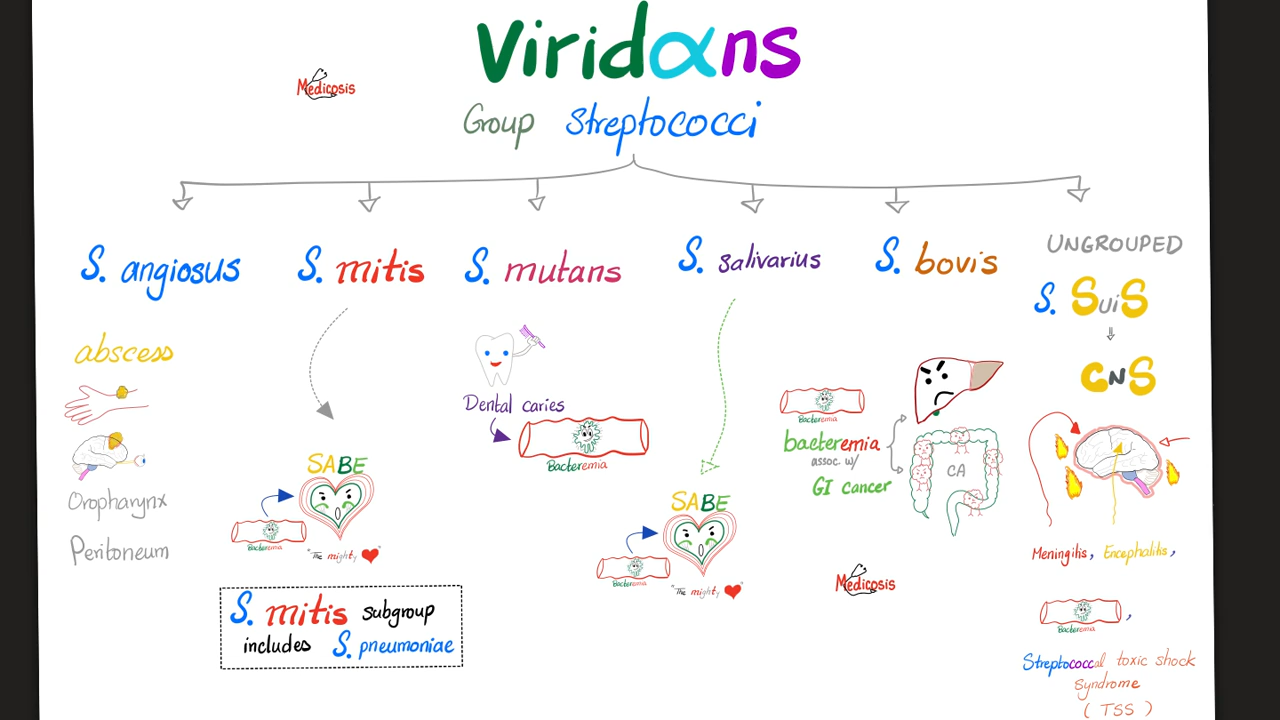 Viridαns
Medicosis
Group Streptococci
S. angiosus
S. mitis
S. mutans
S. salivarius
S. bovis
UNGROUPED
S. SuiS
CNS
abscess
Oropharynx
Peritoneum
SABE
Bacteremia
"The mighty
S. mitis subgroup
includes S. pneumoniae
Dental caries
Bacteremia
SABE
Bacteremia
"The mighty
Bacteremia
bacteremia
assoc. w/
GI cancer
CA
Medicosis
Meningitis, Encephalitis,
Bacteremia ,
Streptococcal toxic shock
syndrome
( TSS )